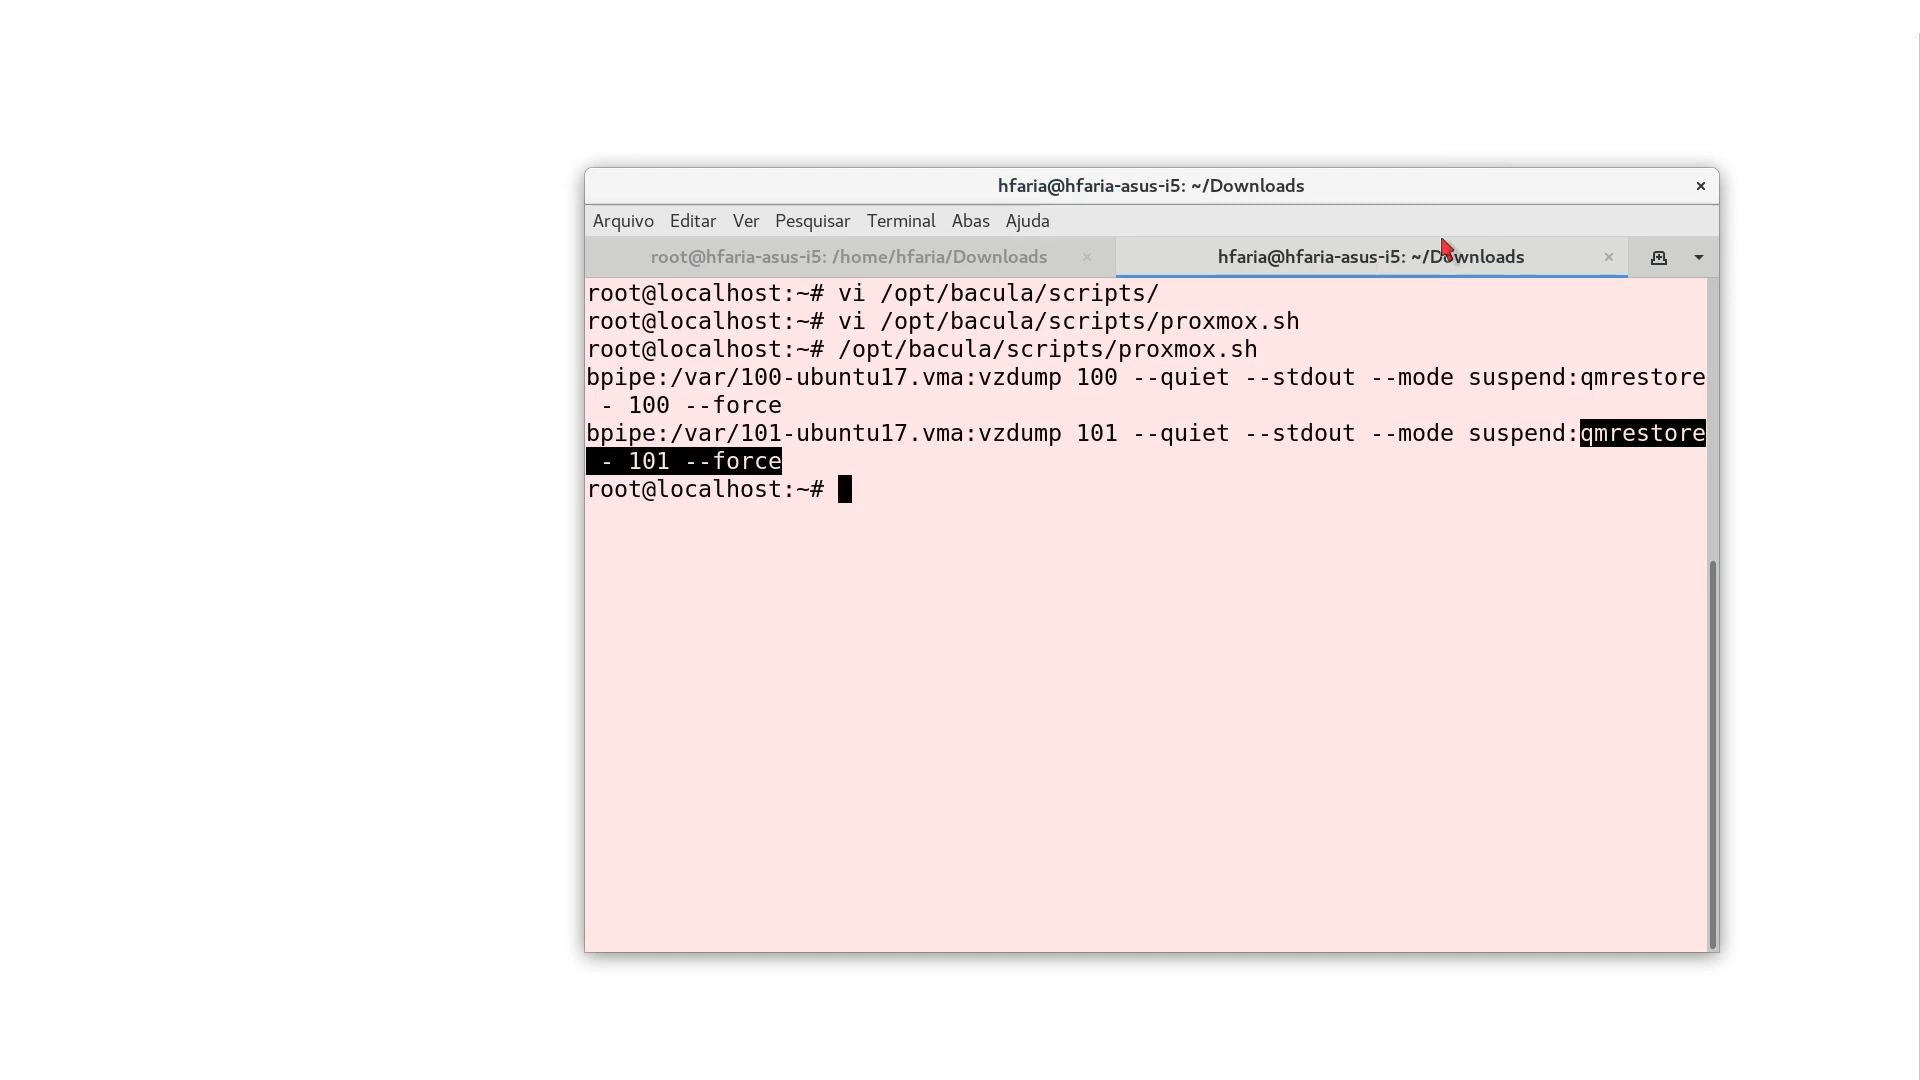 hfaria@hfaria-asus-i5: ~/Downloads
Arquivo Editar Ver Pesquisar Terminal Abas Ajuda
root@hfaria-asus-i5: /home/hfaria/Downloads hfaria@hfaria-asus-i5: ~/Downloads
root@localhost:~# vi /opt/bacula/scripts/
root@localhost:~# vi /opt/bacula/scripts/proxmox.sh
root@localhost:~# /opt/bacula/scripts/proxmox.sh
bpipe:/var/100-ubuntu17.vma:vzdump 100 --quiet --stdout --mode suspend:qmrestore
 - 100 --force
bpipe:/var/101-ubuntu17.vma:vzdump 101 --quiet --stdout --mode suspend:qmrestore
 - 101 --force
root@localhost:~#